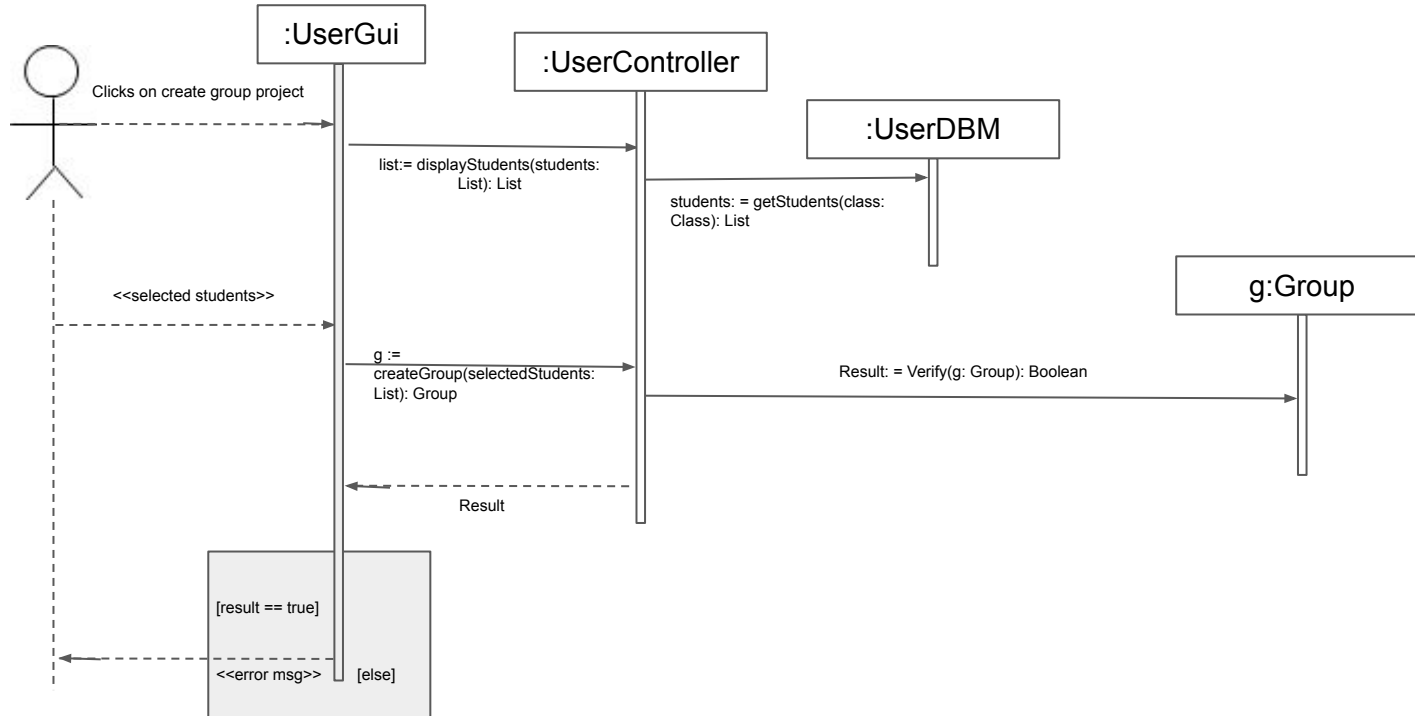 :UserGui
:UserController
Clicks on create group project
:UserDBM
list:= displayStudents(students:
List): List
students: = getStudents(class:
Class): List
g:Group
<<selected students>>
g :=
createGroup(selectedStudents:
List): Group
Result: = Verify(g: Group): Boolean
Result
[result == true]
<<error msg>>
[else]